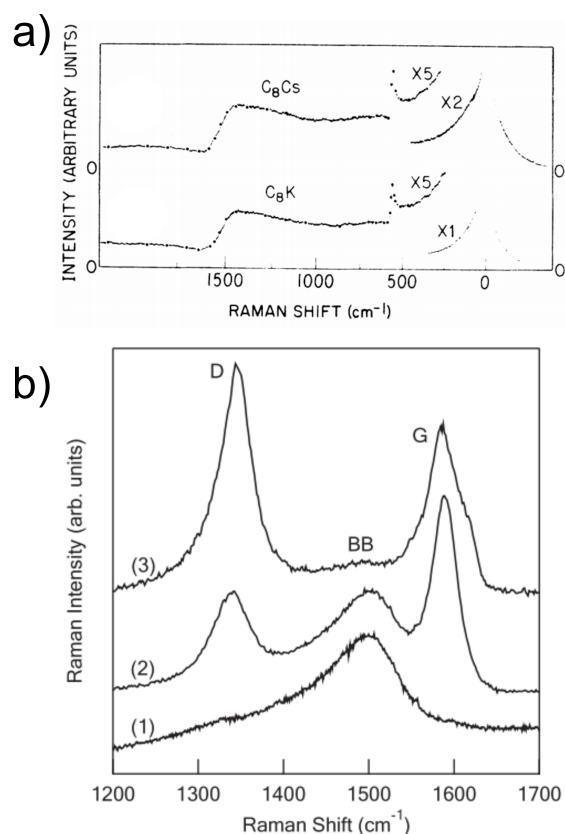 a)
INTENSITY (ARBITRARY UNITS)
C₈Cs
X5
X2
0
0
C₈K
X5
X1
0
0
1500
1000
500
0
RAMAN SHIFT (cm⁻¹)
b)
Raman Intensity (arb. units)
D
G
BB
(3)
(2)
(1)
1200
1300
1400
1500
1600
1700
Raman Shift (cm⁻¹)